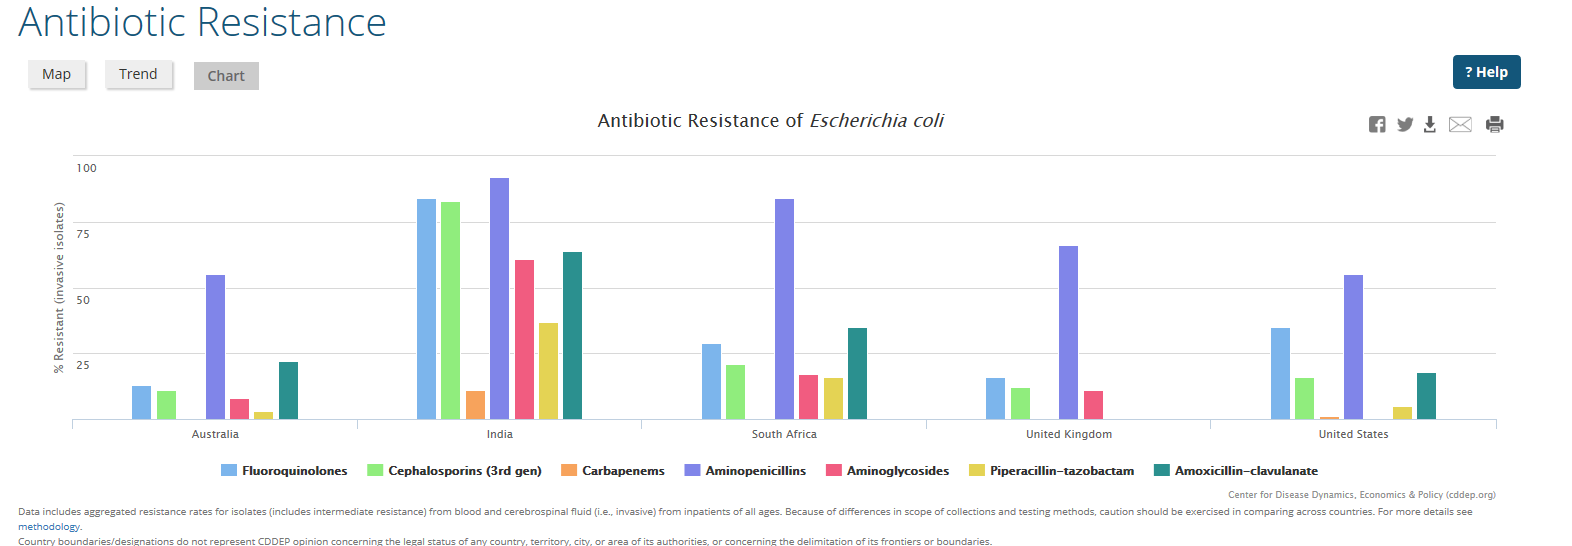 Antibiotic Resistance
Map
Trend
Chart
? Help
Antibiotic Resistance of Escherichia coli
% Resistant (invasive isolates)
100
75
50
25
Australia
India
South Africa
United Kingdom
United States
Fluoroquinolones
Cephalosporins (3rd gen)
Carbapenems
Aminopenicillins
Aminoglycosides
Piperacillin-tazobactam
Amoxicillin-clavulanate
Center for Disease Dynamics, Economics & Policy (cddep.org)
Data includes aggregated resistance rates for isolates (includes intermediate resistance) from blood and cerebrospinal fluid (i.e., invasive) from inpatients of all ages. Because of differences in scope of collections and testing methods, caution should be exercised in comparing across countries. For more details see
methodology.
Country boundaries/designations do not represent CDDEP opinion concerning the legal status of any country, territory, city, or area of its authorities, or concerning the delimitation of its frontiers or boundaries.